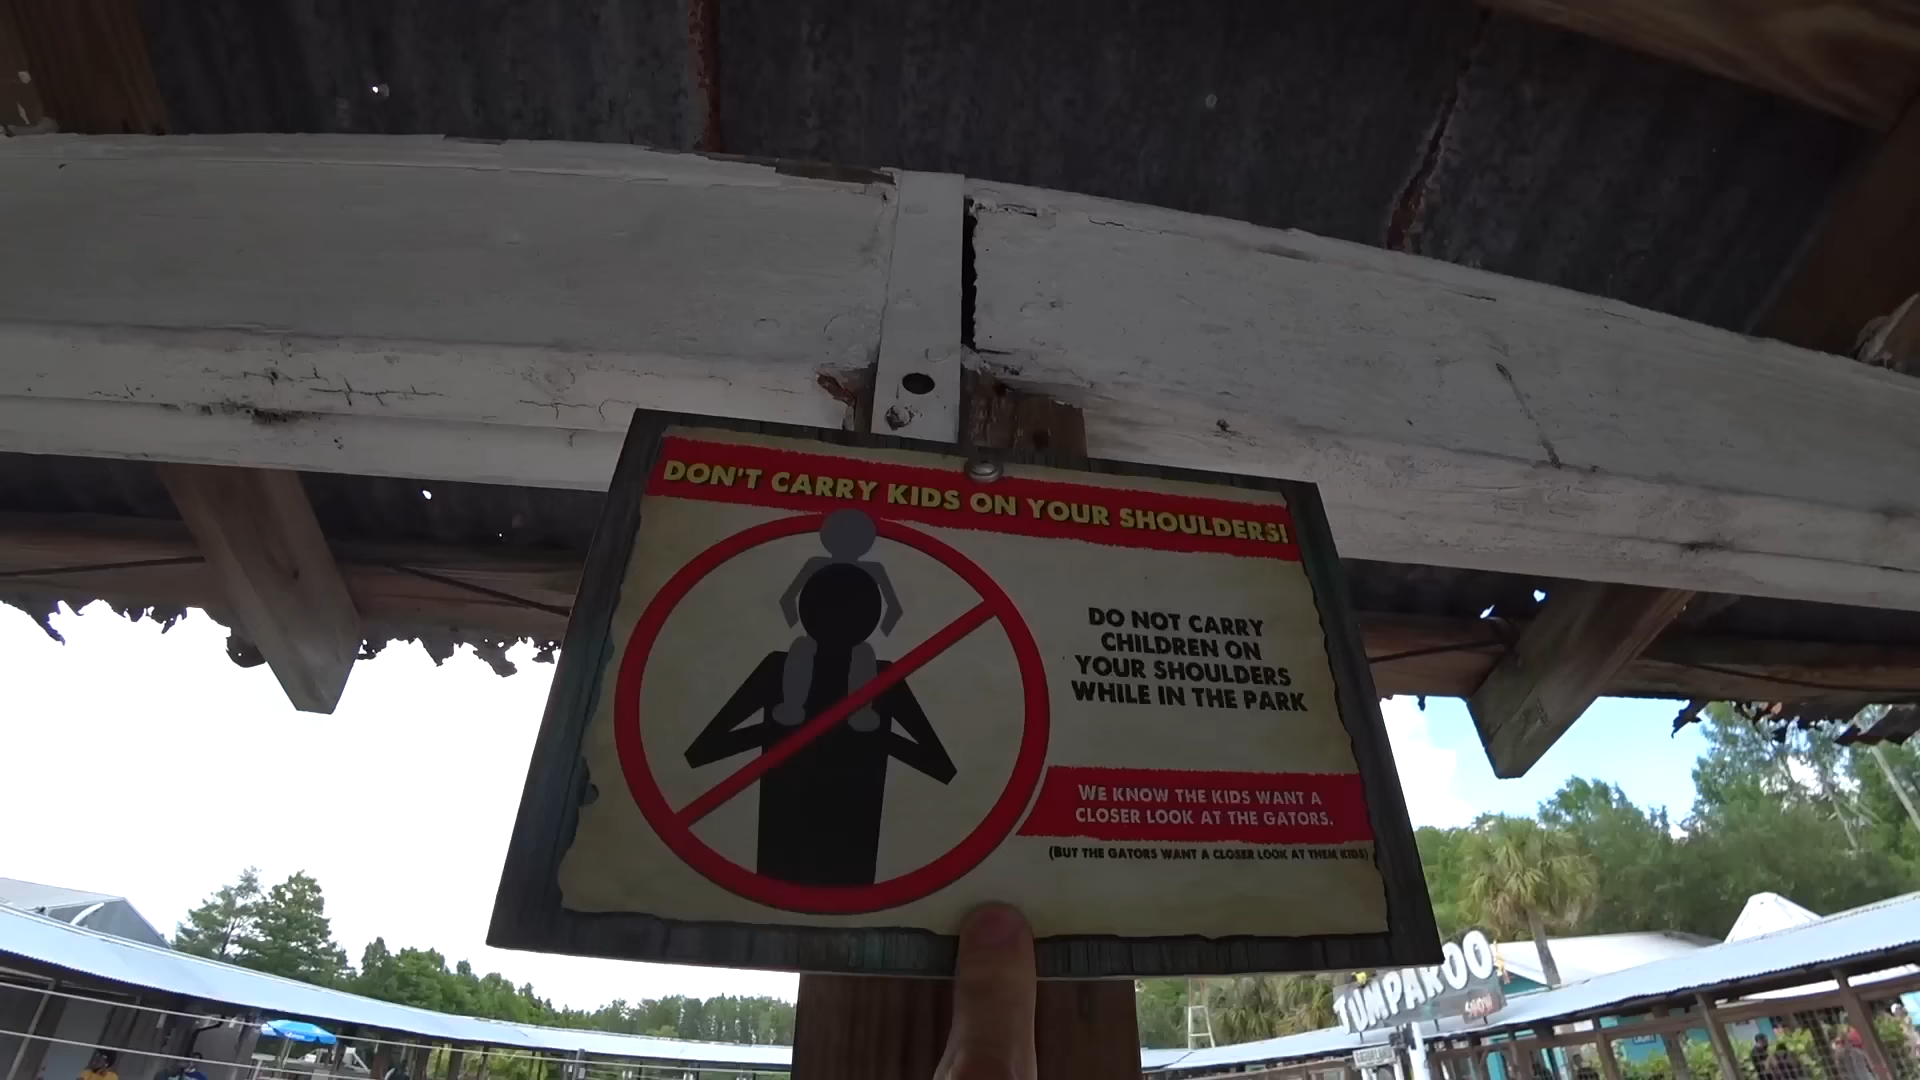 DON'T CARRY KIDS ON YOUR SHOULDERS!
DO NOT CARRY
CHILDREN ON
YOUR SHOULDERS
WHILE IN THE PARK
WE KNOW THE KIDS WANT A
CLOSER LOOK AT THE GATORS.
(BUT THE GATORS WANT A CLOSER LOOK AT THEM KIDS)
JUMPAROO